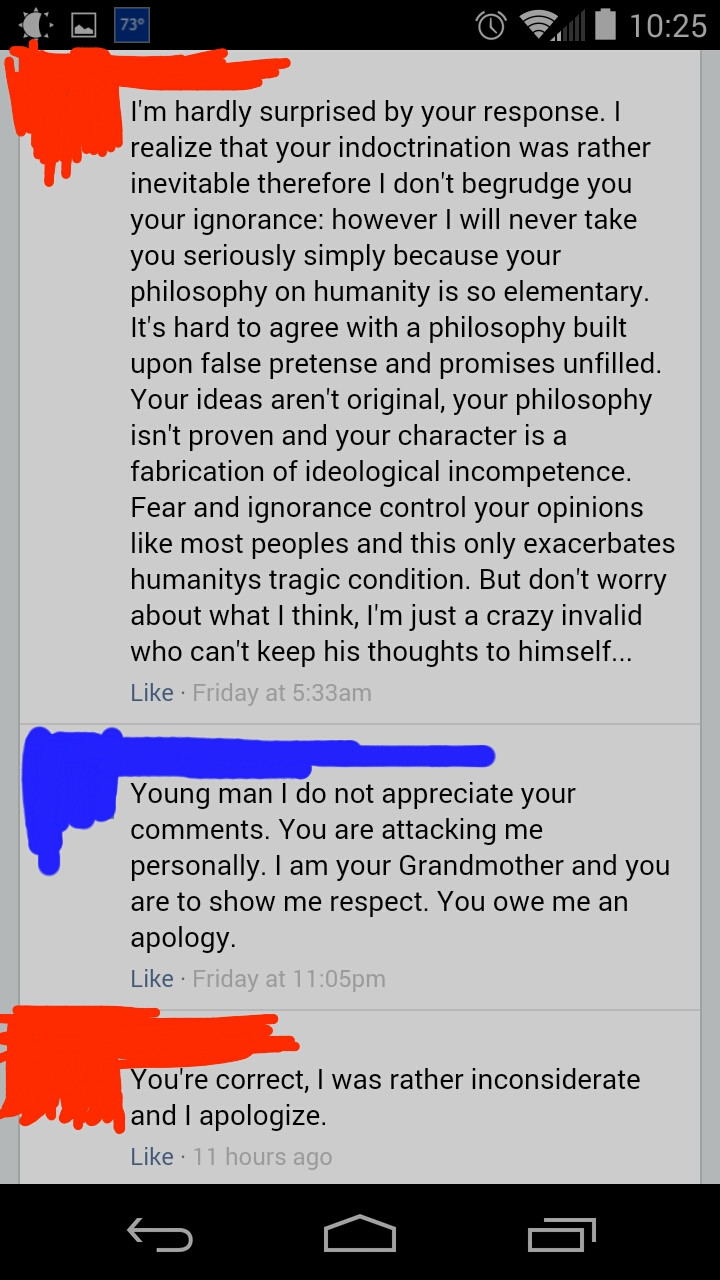 73°
10:25
I'm hardly surprised by your response. I
realize that your indoctrination was rather
inevitable therefore I don't begrudge you
your ignorance: however I will never take
you seriously simply because your
philosophy on humanity is so elementary.
It's hard to agree with a philosophy built
upon false pretense and promises unfilled.
Your ideas aren't original, your philosophy
isn't proven and your character is a
fabrication of ideological incompetence.
Fear and ignorance control your opinions
like most peoples and this only exacerbates
humanitys tragic condition. But don't worry
about what I think, I'm just a crazy invalid
who can't keep his thoughts to himself...
Like · Friday at 5:33am
Young man I do not appreciate your
comments. You are attacking me
personally. I am your Grandmother and you
are to show me respect. You owe me an
apology.
Like · Friday at 11:05pm
You're correct, I was rather inconsiderate
and I apologize.
Like · 11 hours ago